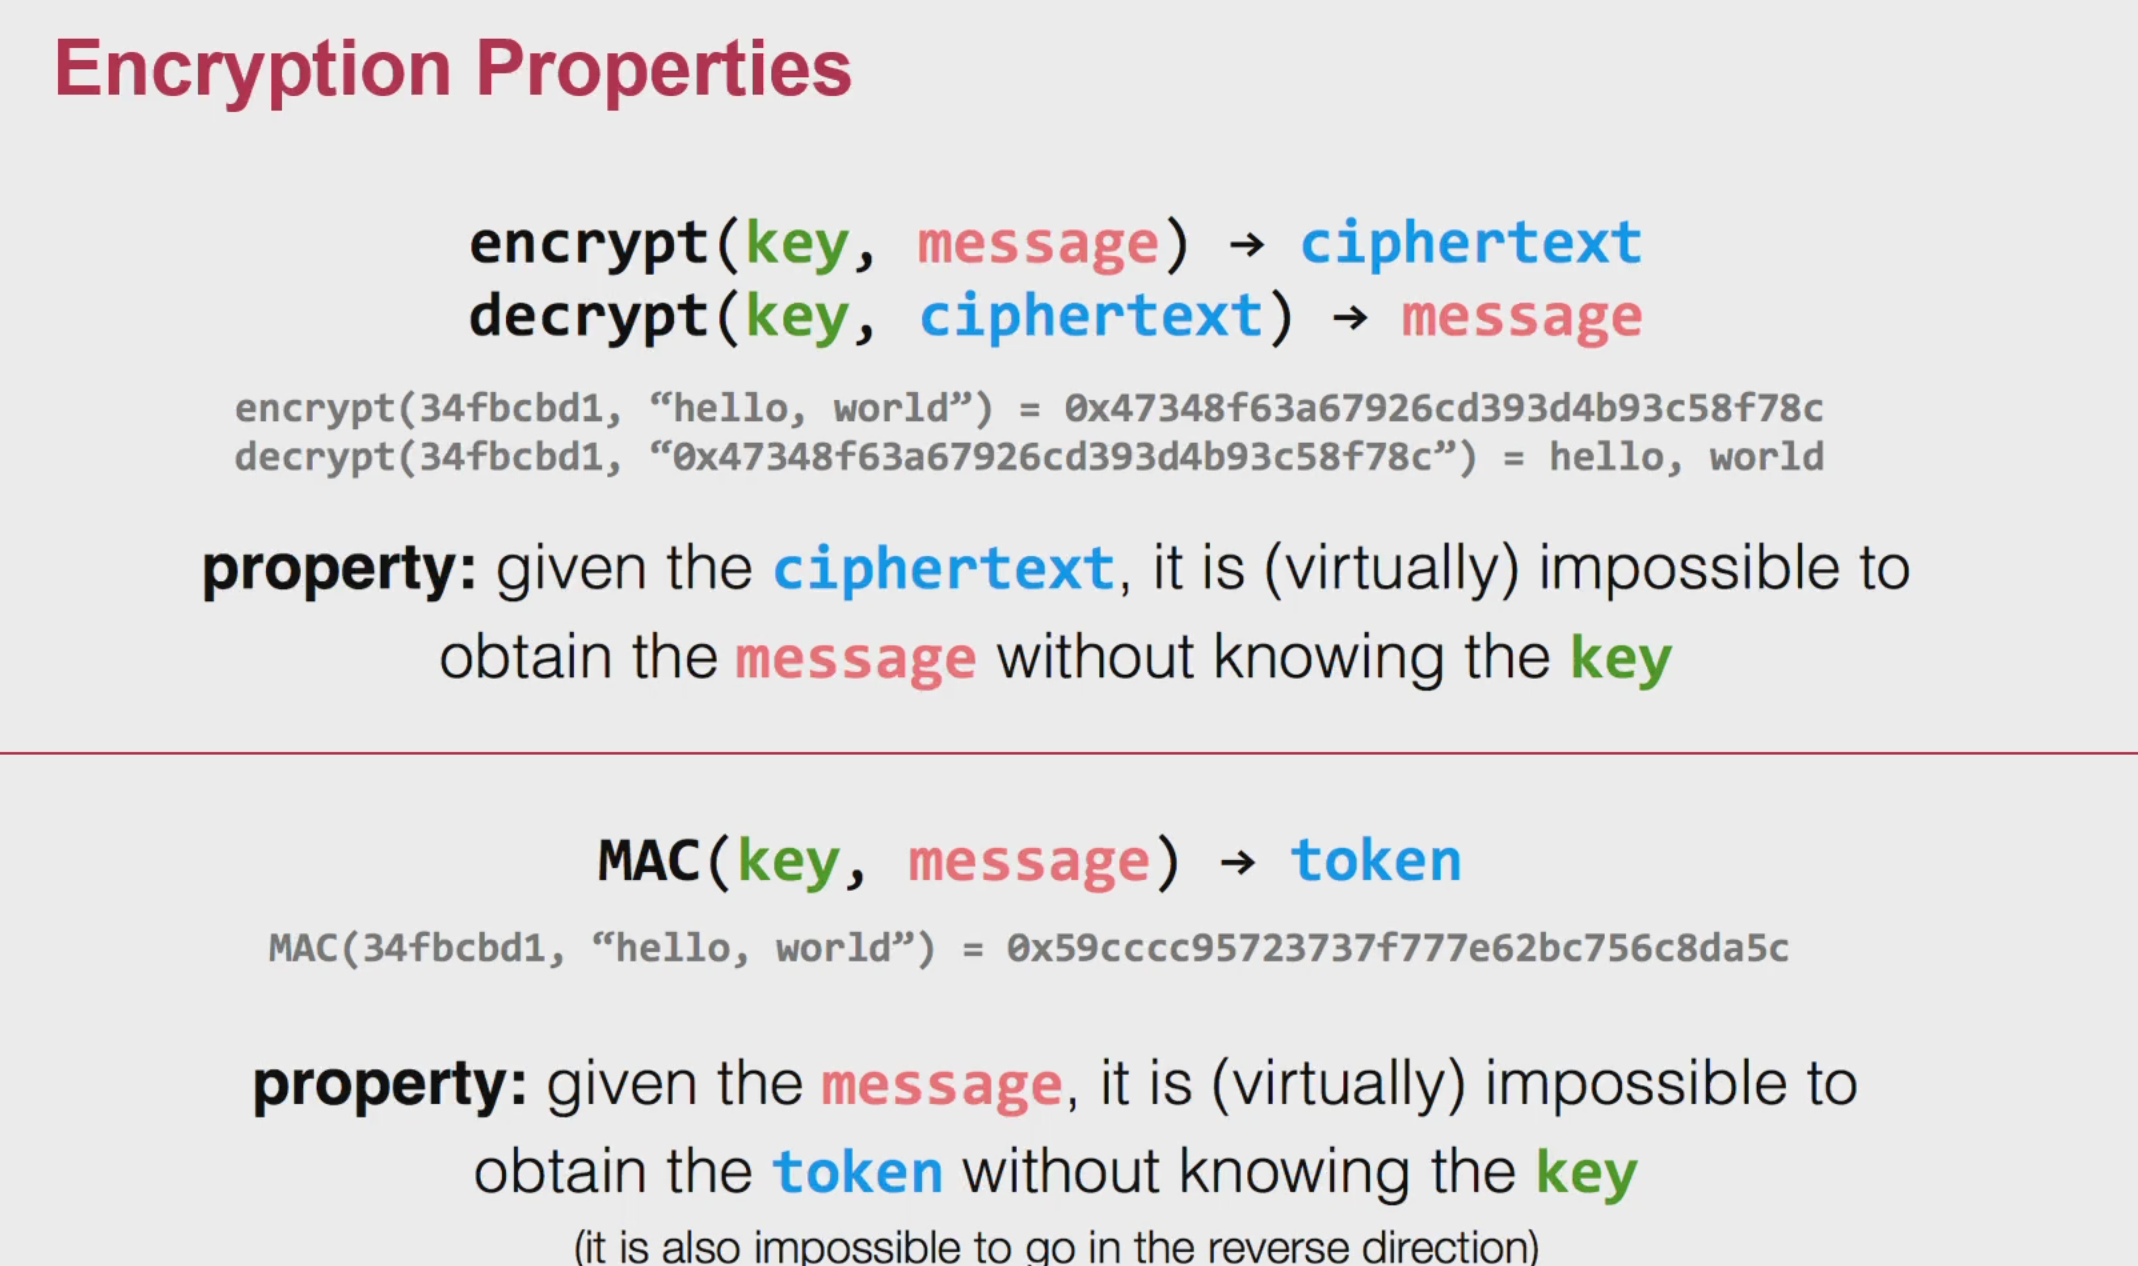 Encryption Properties
encrypt(key, message) → ciphertext
decrypt(key, ciphertext) → message
encrypt(34fbcbd1, “hello, world”) = 0x47348f63a67926cd393d4b93c58f78c
decrypt(34fbcbd1, “0x47348f63a67926cd393d4b93c58f78c”) = hello, world
property: given the ciphertext, it is (virtually) impossible to
obtain the message without knowing the key
MAC(key, message) → token
MAC(34fbcbd1, “hello, world”) = 0x59cccc95723737f777e62bc756c8da5c
property: given the message, it is (virtually) impossible to
obtain the token without knowing the key
(it is also impossible to go in the reverse direction)